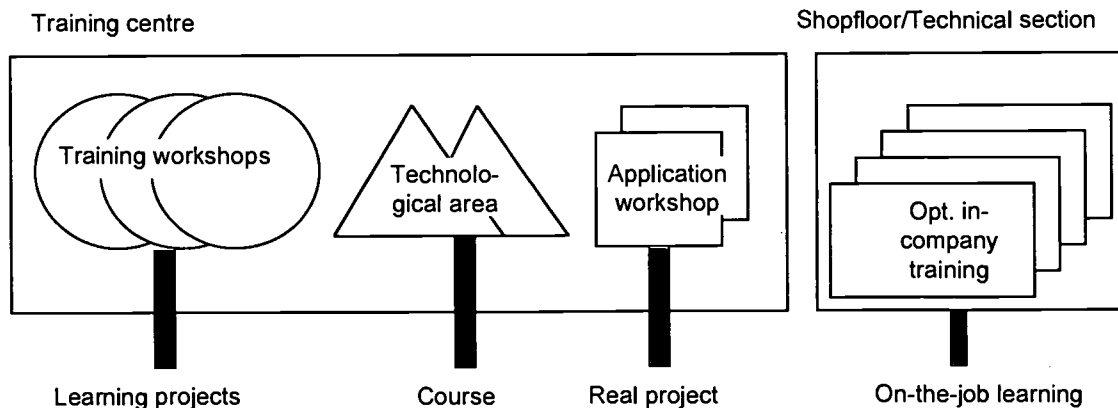 Training centre
Shopfloor/Technical section
Training workshops
Technolo-
gical area
Application
workshop
Opt. in-
company
training
Learning projects
Course
Real project
On-the-job learning